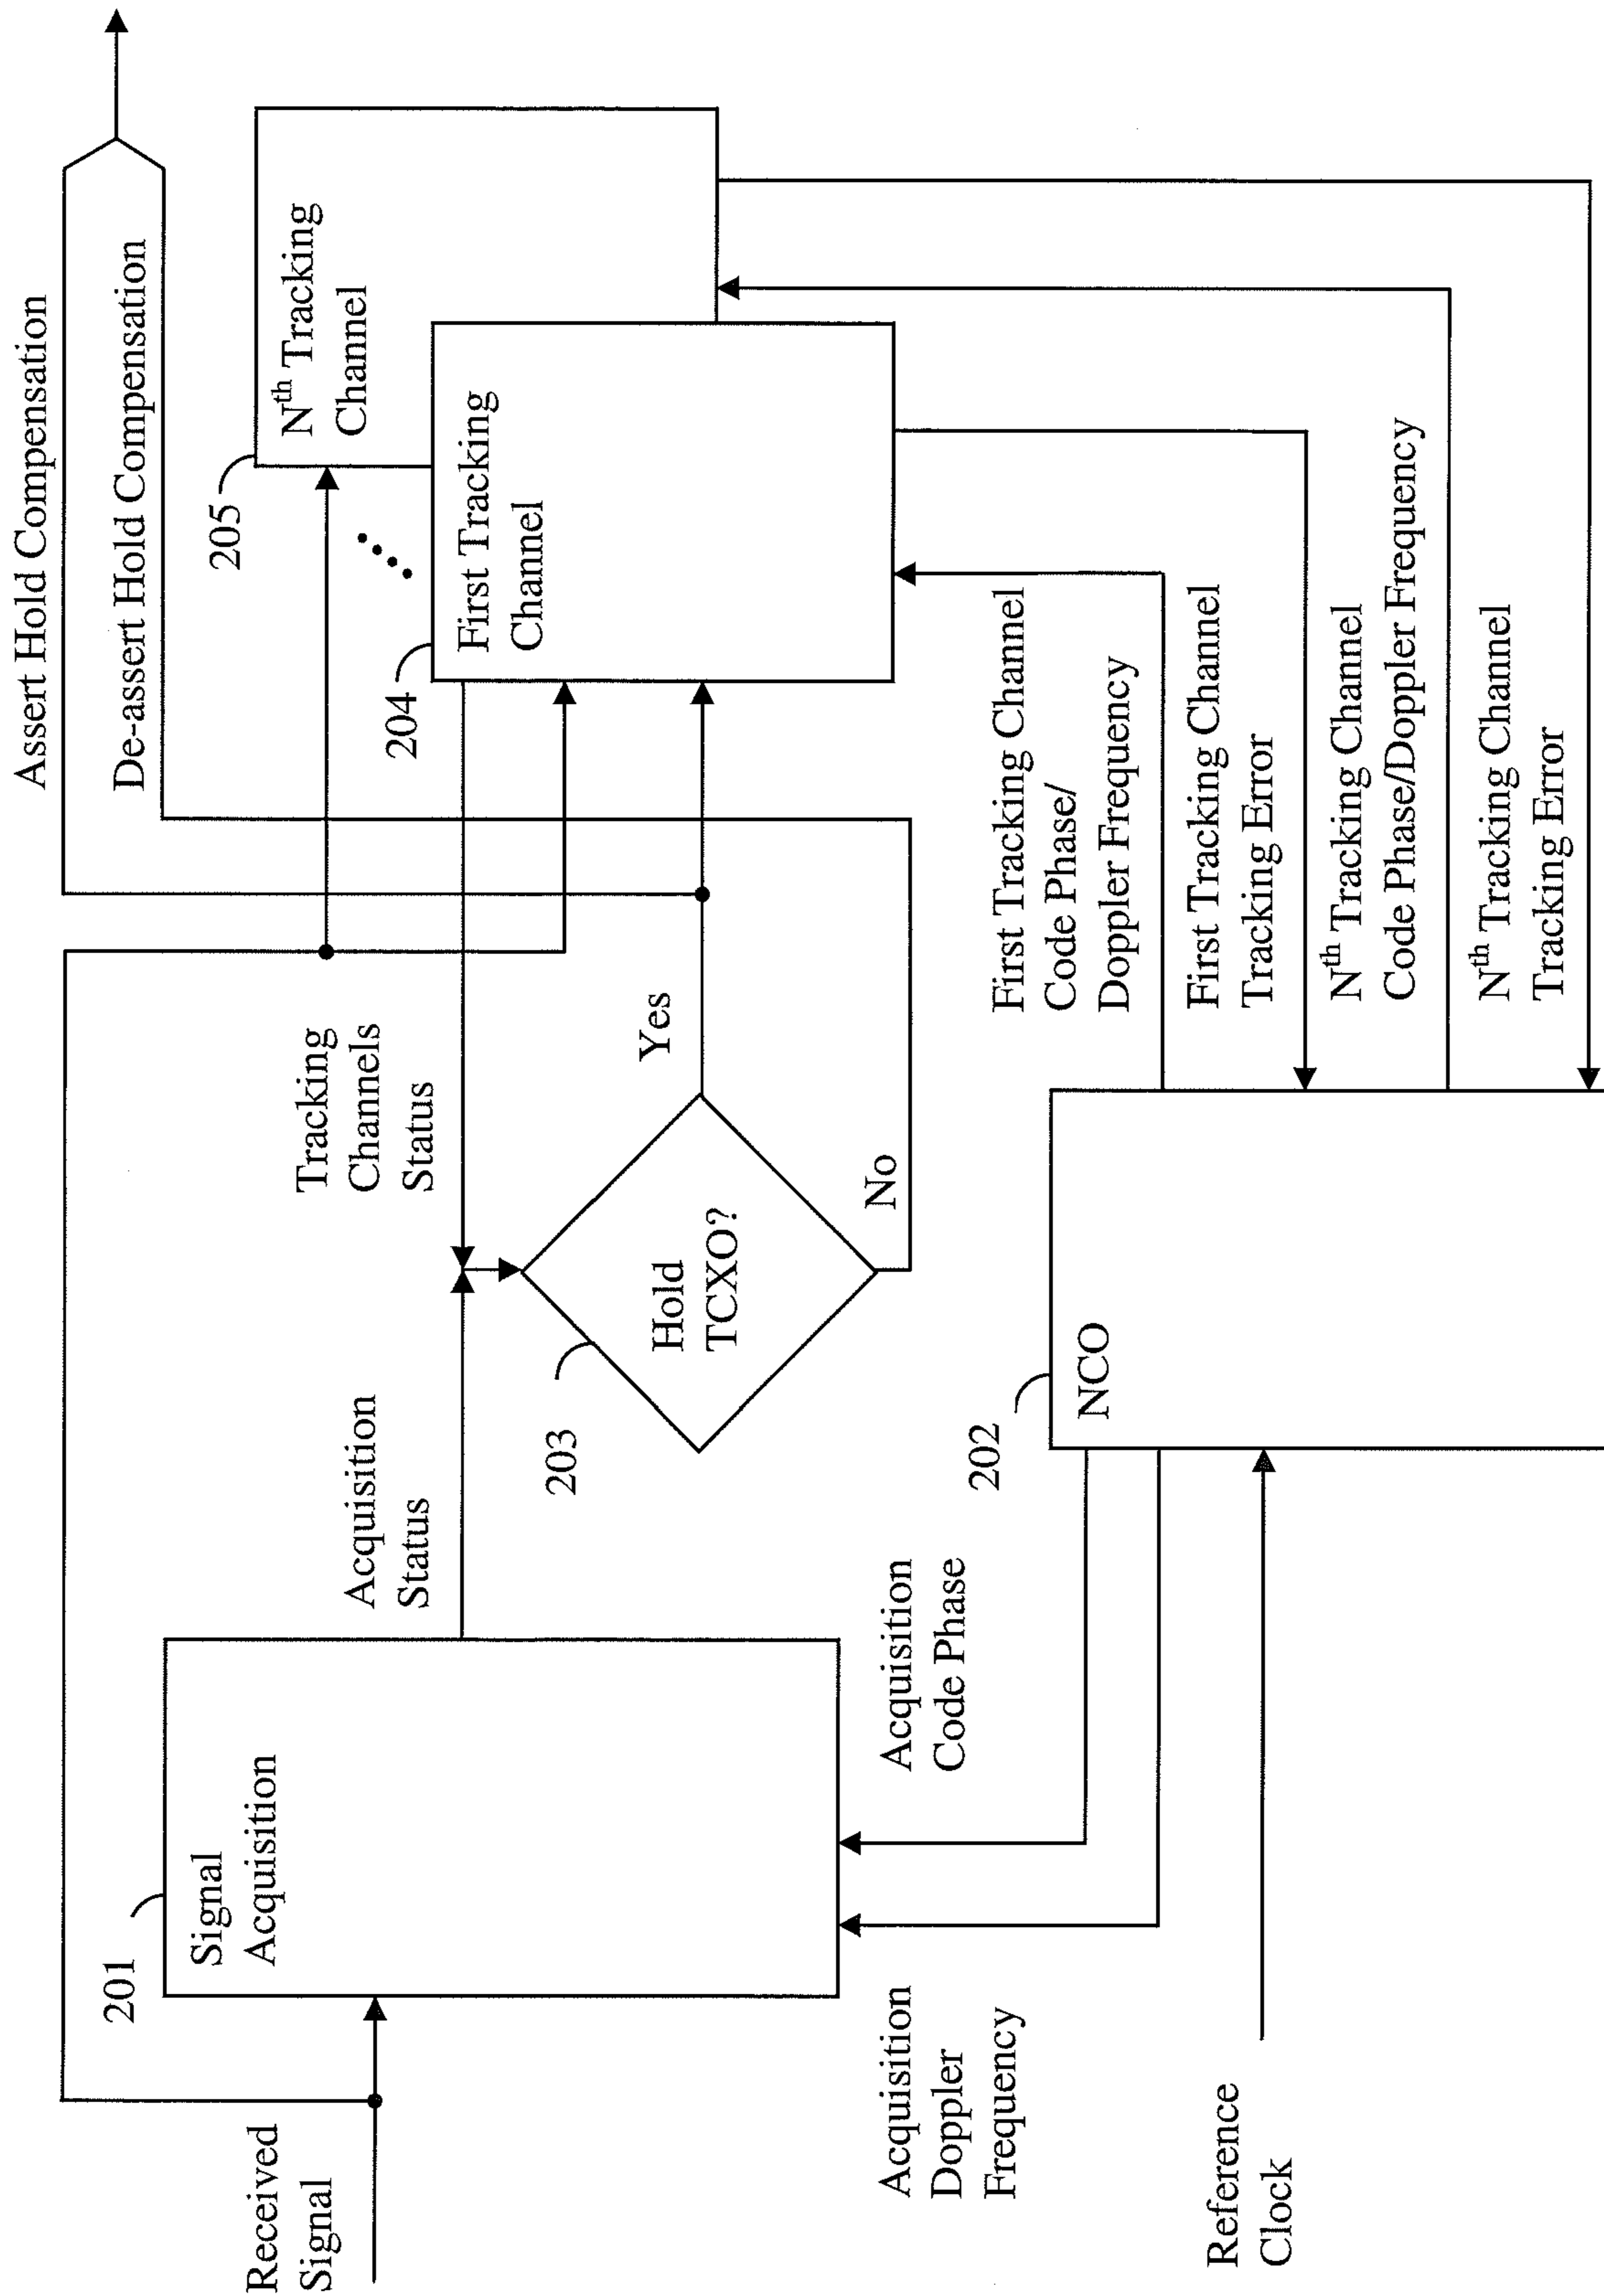 Assert Hold Compensation
De-assert Hold Compensation
Received
Signal
201
Signal
Acquisition
Acquisition
Status
Tracking
Channels
Status
203
Hold
TCXO?
Yes
No
204
First Tracking
Channel
205
Nth Tracking
Channel
Acquisition
Doppler
Frequency
Acquisition
Code Phase
Reference
Clock
202
NCO
First Tracking Channel
Code Phase/
Doppler Frequency
First Tracking Channel
Tracking Error
Nth Tracking Channel
Code Phase/Doppler Frequency
Nth Tracking Channel
Tracking Error